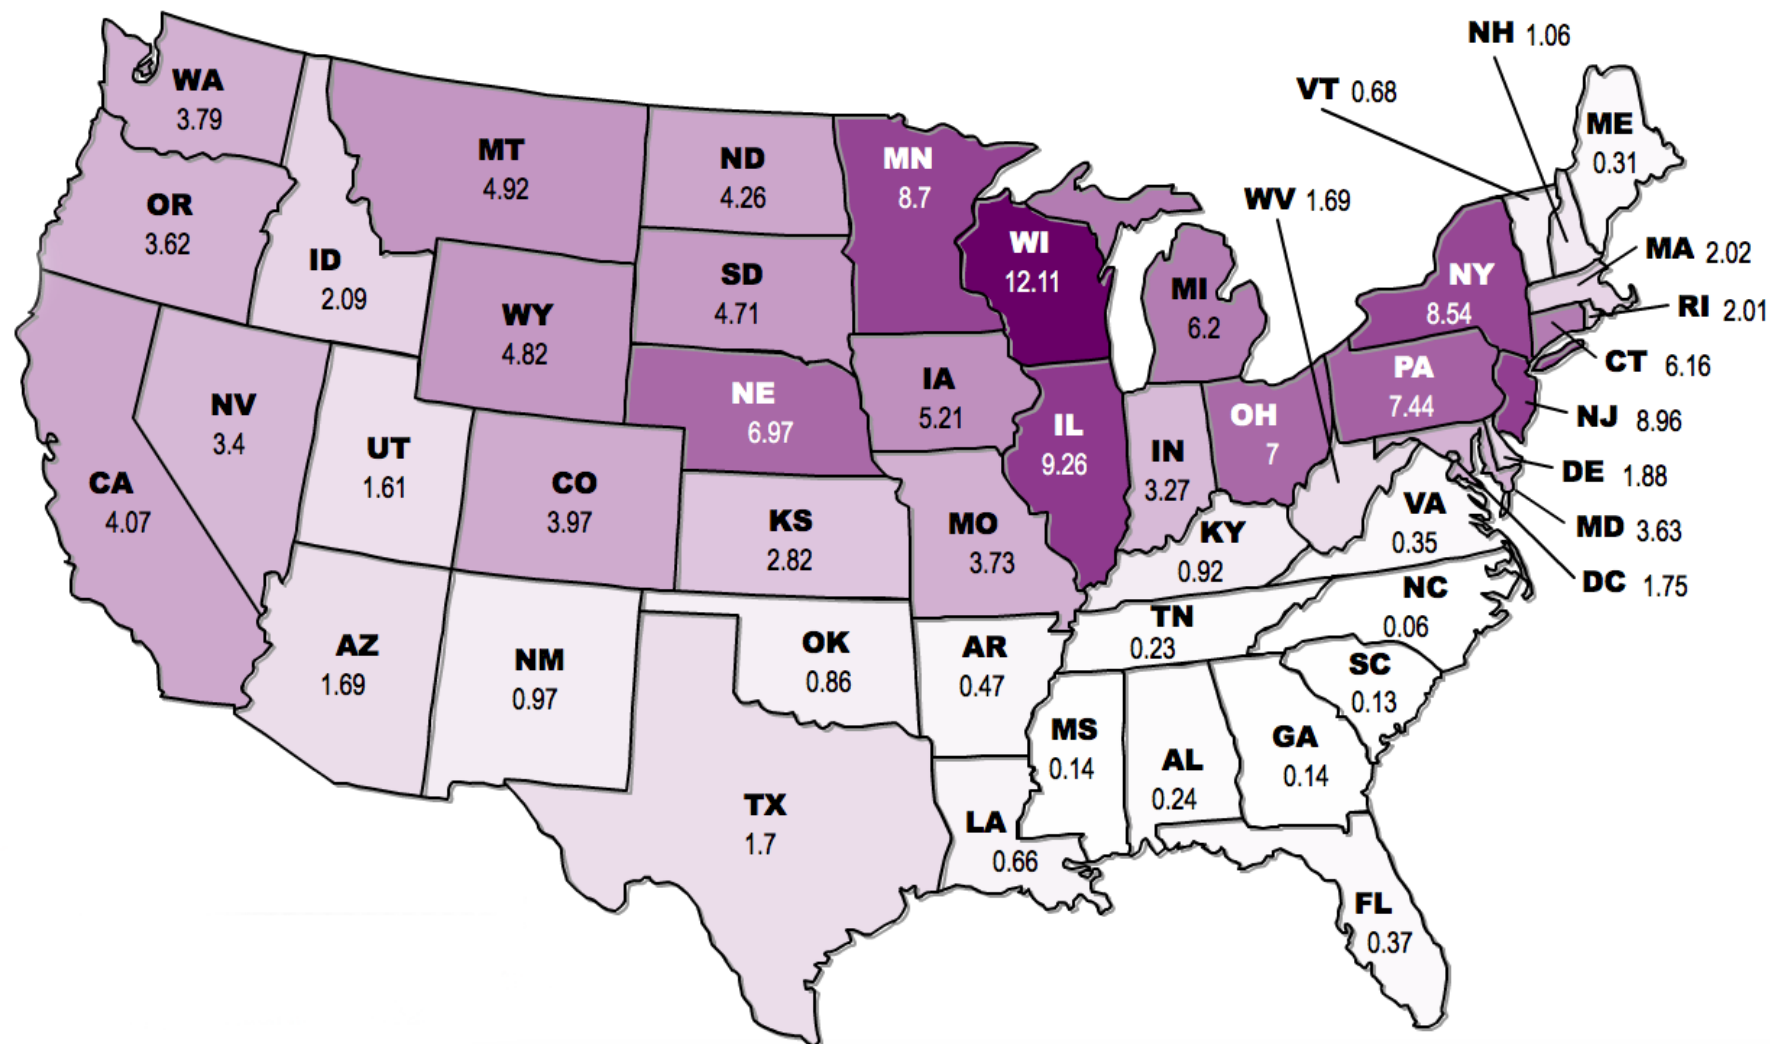 NH 1.06
VT 0.68
WA
3.79
ME
0.31
MT
4.92
ND
4.26
MN
8.7
WV 1.69
OR
3.62
WI
12.11
MA 2.02
ID
2.09
SD
4.71
MI
6.2
NY
8.54
RI 2.01
WY
4.82
CT 6.16
NE
6.97
IA
5.21
PA
7.44
NV
3.4
OH
7
NJ 8.96
UT
1.61
IL
9.26
IN
3.27
DE 1.88
CA
4.07
CO
3.97
KS
2.82
MO
3.73
KY
0.92
VA
0.35
MD 3.63
DC 1.75
NC
0.06
TN
0.23
AZ
1.69
NM
0.97
OK
0.86
AR
0.47
SC
0.13
MS
0.14
AL
0.24
GA
0.14
TX
1.7
LA
0.66
FL
0.37